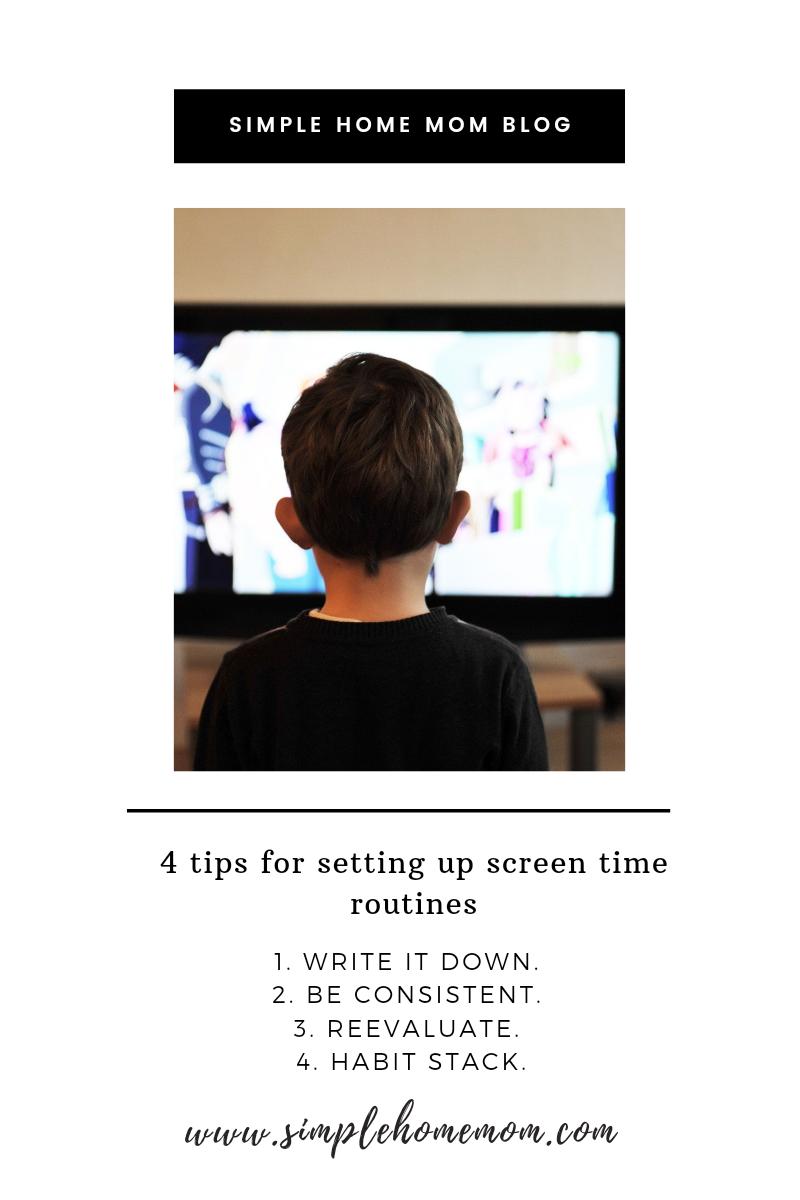 SIMPLE HOME MOM BLOG
4 tips for setting up screen time
routines
1. WRITE IT DOWN.
2. BE CONSISTENT.
3. REEVALUATE.
4. HABIT STACK.
www.simplehomemom.com